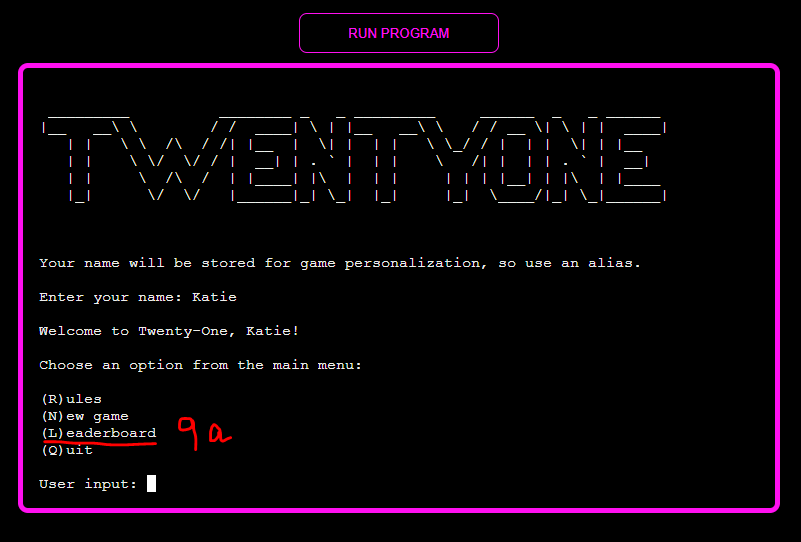 RUN PROGRAM
TWENTYONE
Your name will be stored for game personalization, so use an alias.
Enter your name: Katie
Welcome to Twenty-One, Katie!
Choose an option from the main menu:
(R)ules
(N)ew game
(L)eaderboard 9a
(Q)uit
User input: